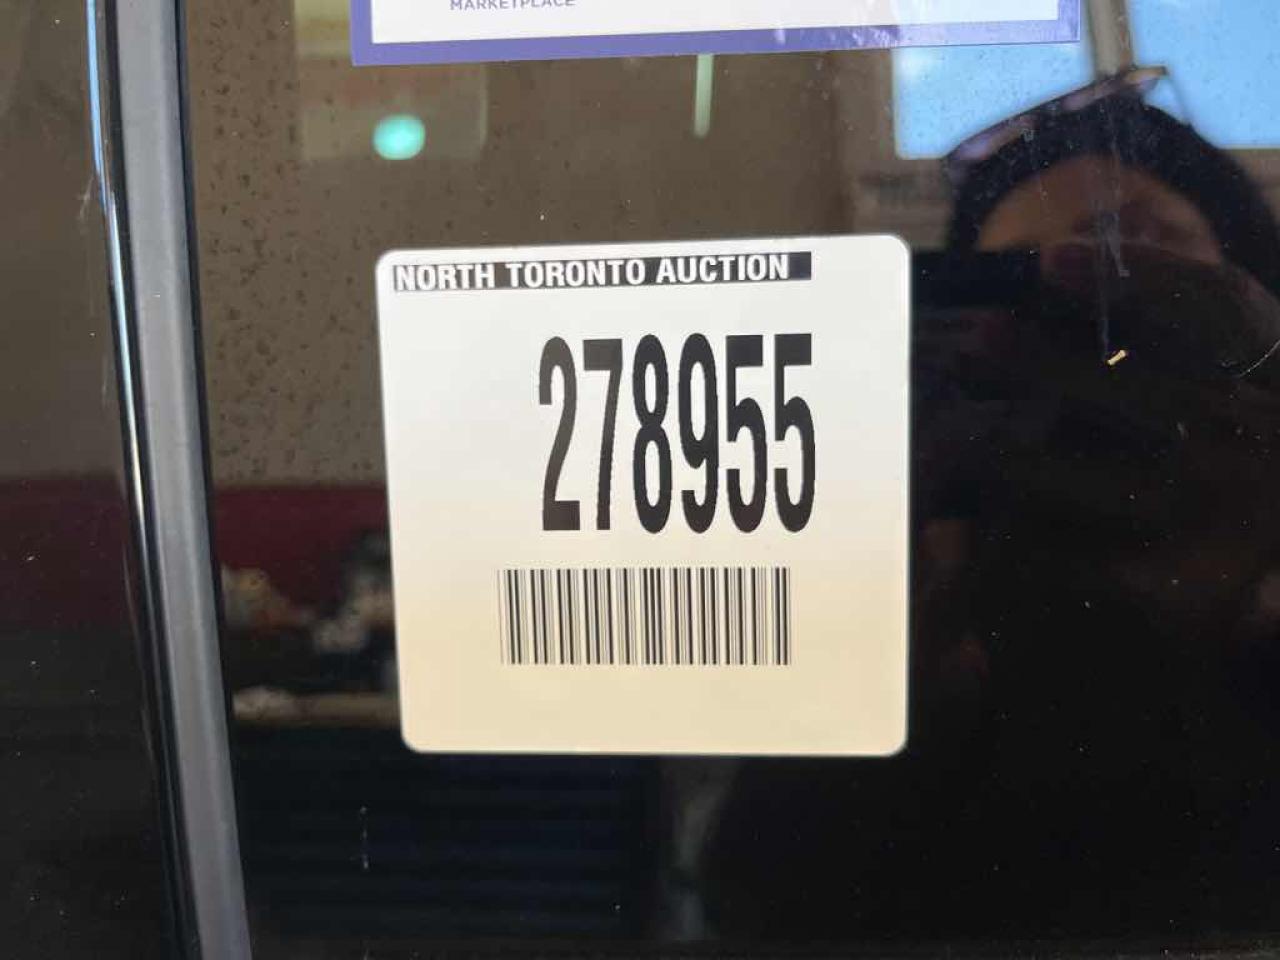 MARKETPLACE
NORTH TORONTO AUCTION
278955